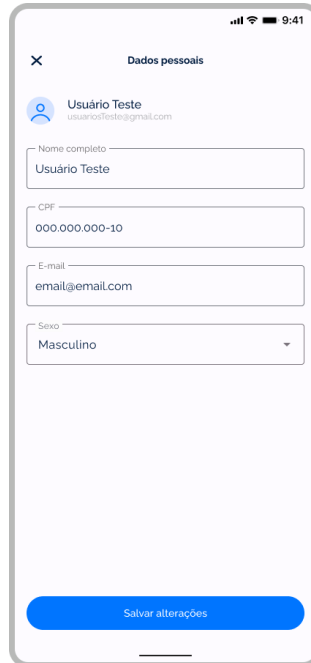 9:41
Dados pessoais
Usuário Teste
usuariosTeste@gmail.com
Nome completo
Usuário Teste
CPF
000.000.000-10
E-mail
email@email.com
Sexo
Masculino
Salvar alterações